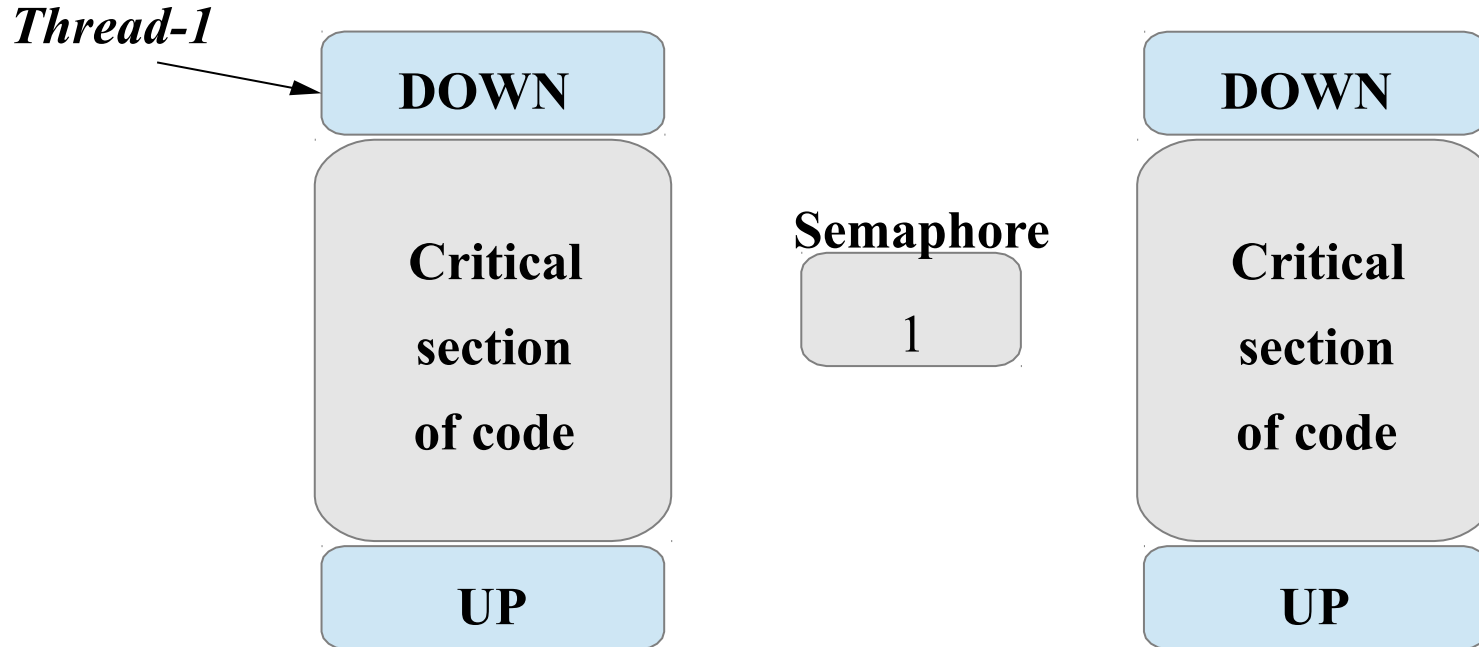 Thread-1
DOWN
Critical
section
of code
UP
Semaphore
1
DOWN
Critical
section
of code
UP